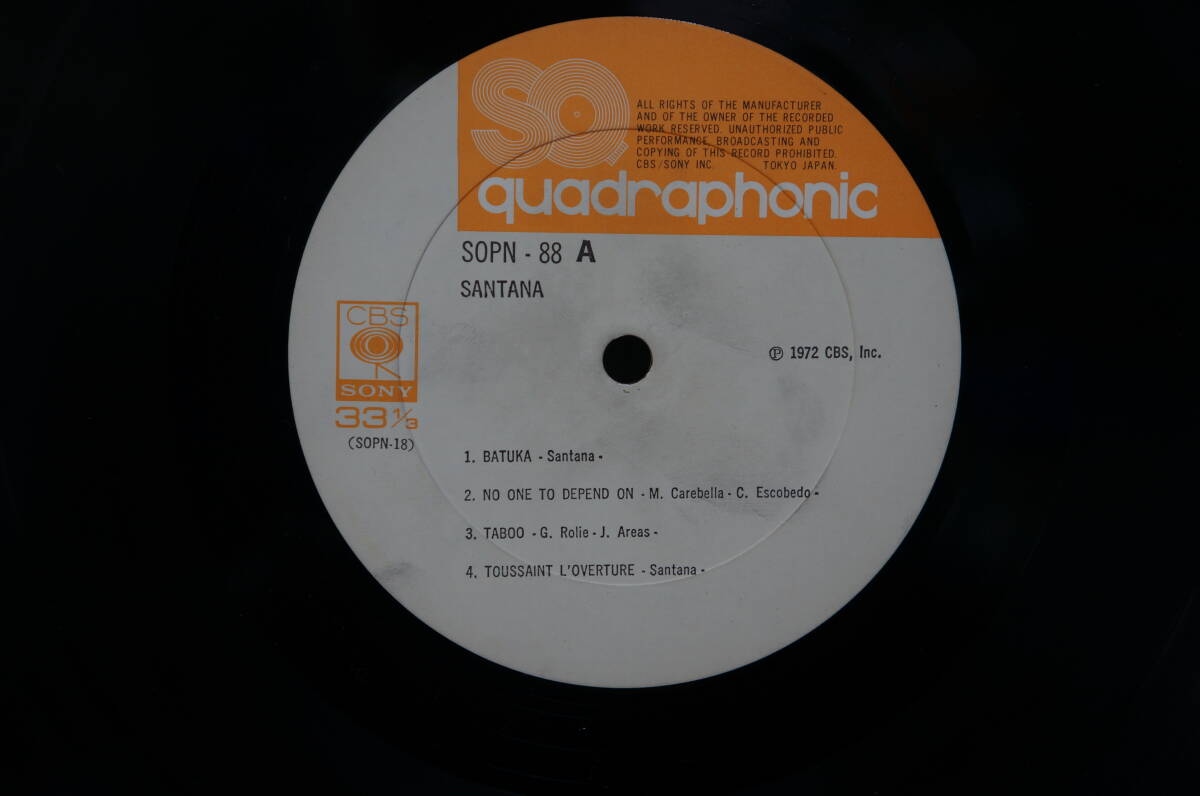 SQ
ALL RIGHTS OF THE MANUFACTURER
AND OF THE OWNER OF THE RECORDED
WORK RESERVED. UNAUTHORIZED PUBLIC
PERFORMANCE, BROADCASTING AND
COPYING OF THIS RECORD PROHIBITED.
CBS/SONY INC. TOKYO JAPAN.
quadraphonic
SOPN - 88 A
SANTANA
CBS
SONY
33 1/3
(SOPN-18)
℗ 1972 CBS, Inc.
1. BATUKA - Santana -
2. NO ONE TO DEPEND ON - M. Carebella - C. Escobedo -
3. TABOO - G. Rolie - J. Areas -
4. TOUSSAINT L'OVERTURE - Santana -